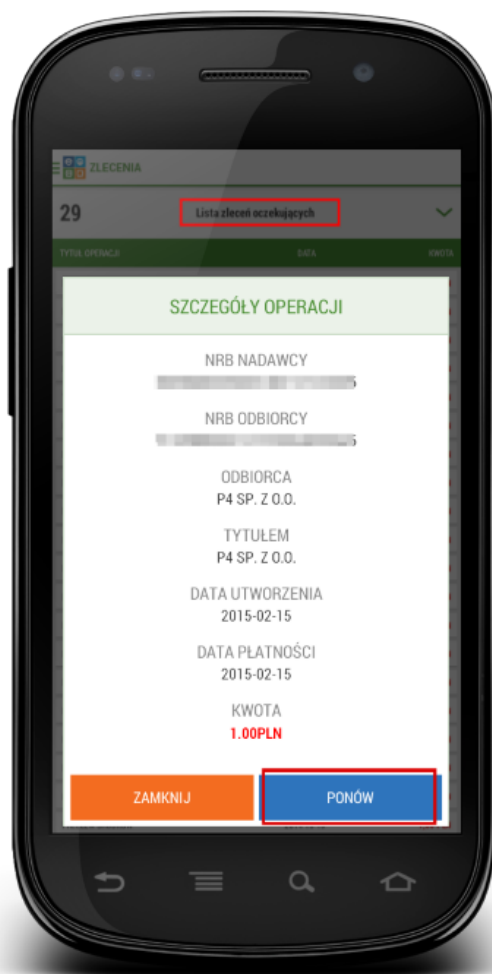 ZLECENIA
29
Lista zleceń oczekujących
TYTUŁ OPERACJI DATA KWOTA
SZCZEGÓŁY OPERACJI
NRB NADAWCY
NRB ODBIORCY
ODBIORCA
P4 SP. Z O.O.
TYTUŁEM
P4 SP. Z O.O.
DATA UTWORZENIA
2015-02-15
DATA PŁATNOŚCI
2015-02-15
KWOTA
1.00PLN
ZAMKNIJ
PONÓW